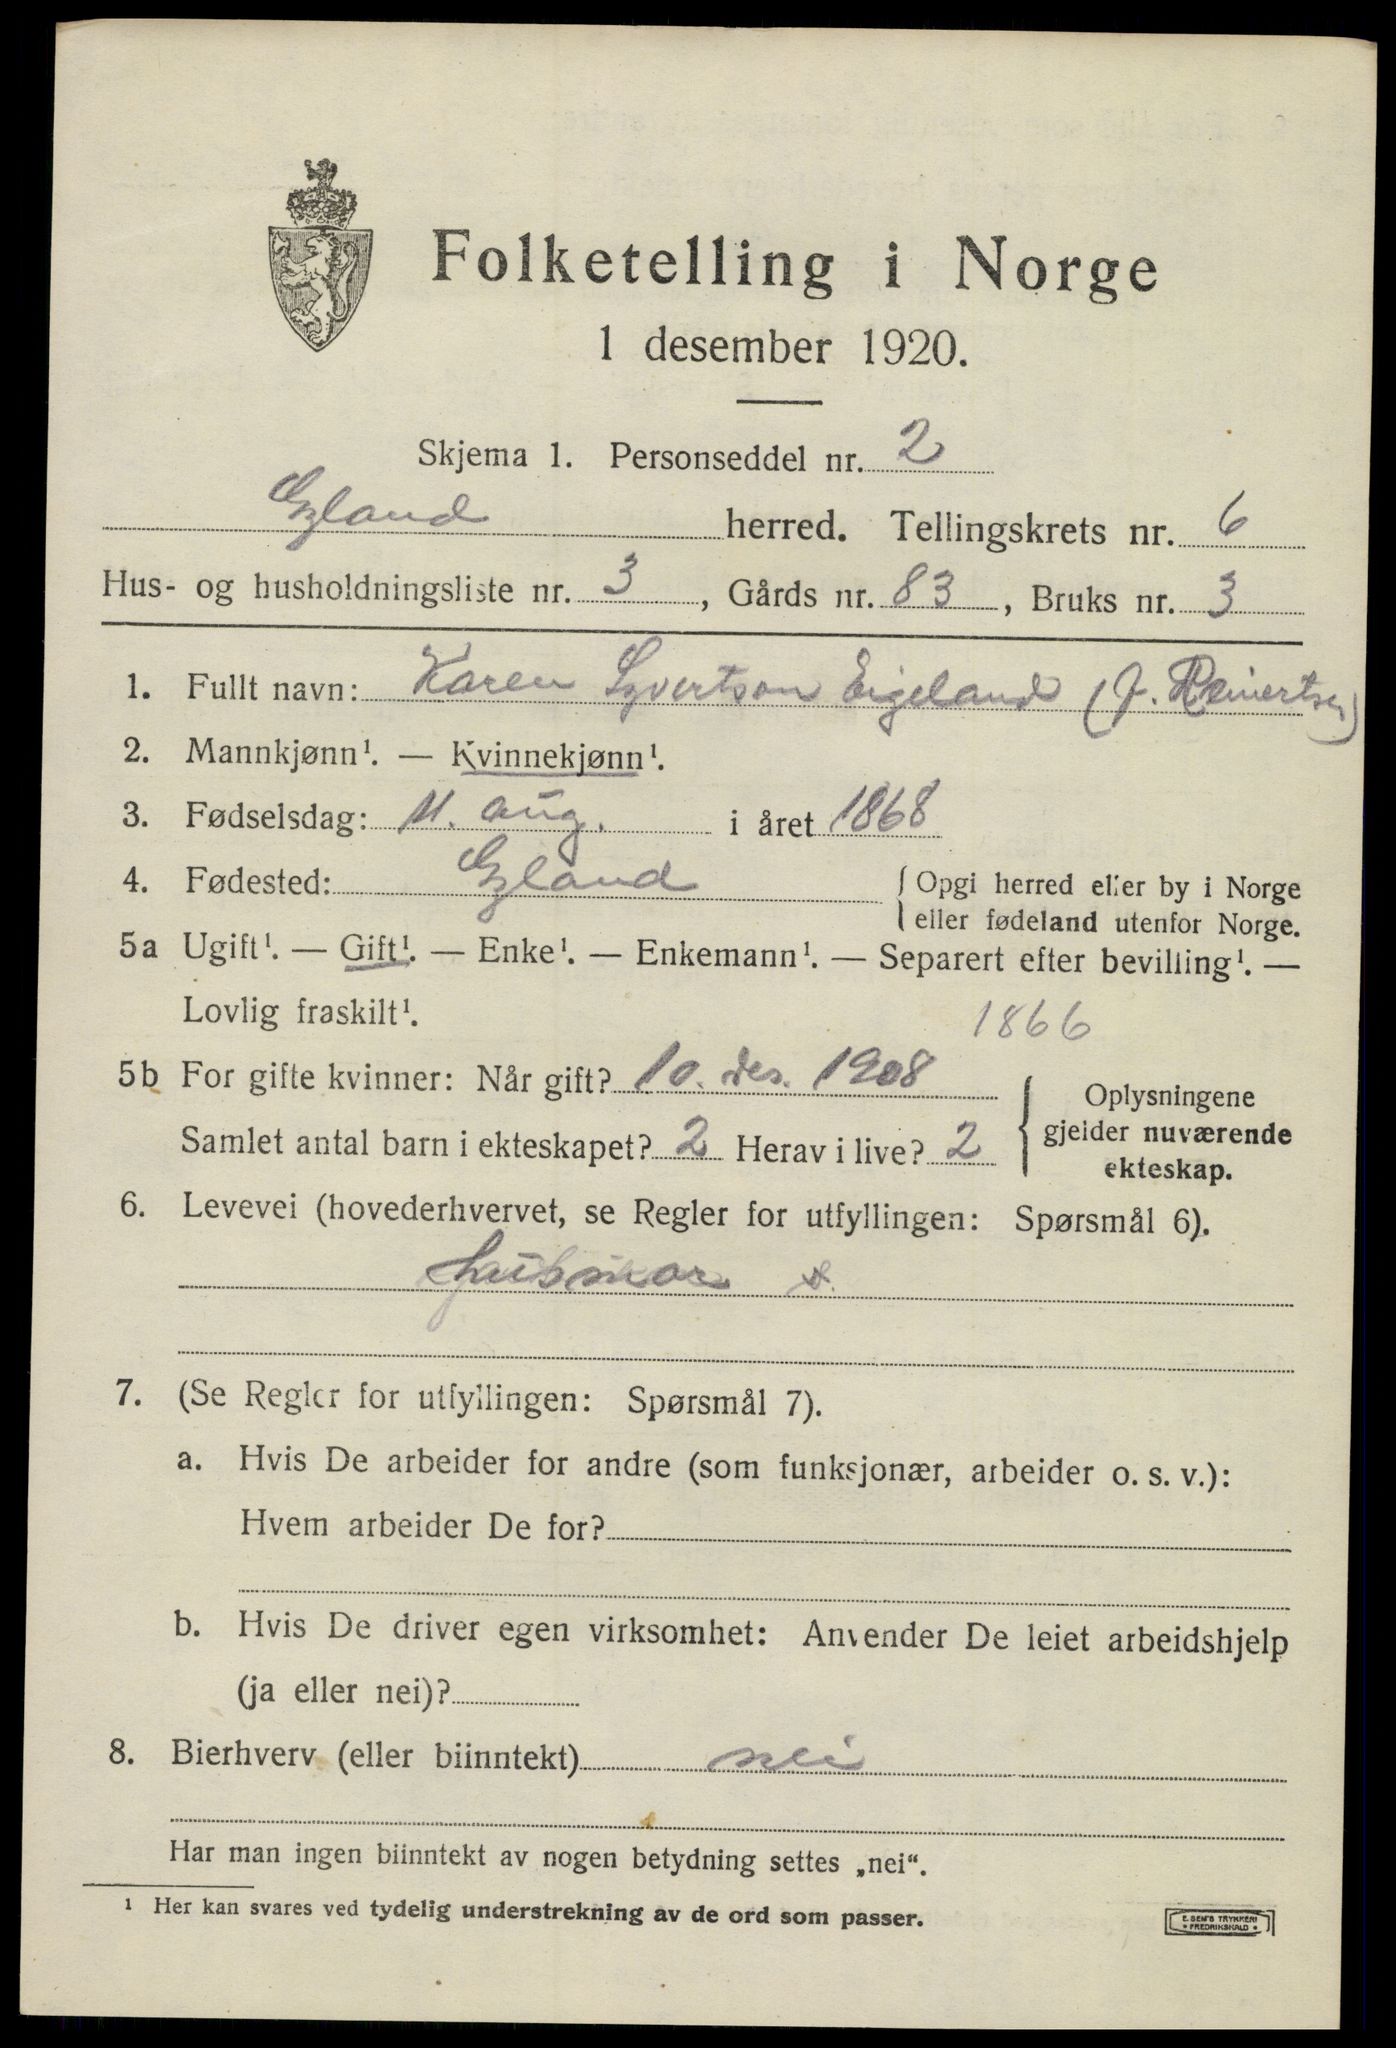 Folketelling i Norge
1 desember 1920.
Skjema 1. Personseddel nr. 2
Gyland herred. Tellingskrets nr. 6
Hus- og husholdningsliste nr. 3, Gårds nr. 83, Bruks nr. 3
1. Fullt navn: Karen Syvertson Eigeland (f. Reinertsen)
2. Mannkjønn¹. — Kvinnekjønn¹.
3. Fødselsdag: 11. aug. i året 1868
4. Fødested: Gyland {Opgi herred eller by i Norge
eller fødeland utenfor Norge.
5a Ugift¹. — Gift¹. — Enke¹. — Enkemann¹. — Separert efter bevilling¹. —
Lovlig fraskilt¹.
1866
5b For gifte kvinner: Når gift? 10. des. 1908
Samlet antal barn i ekteskapet? 2 Herav i live? 2
{Oplysningene
gjelder nuværende
ekteskap.
6. Levevei (hovederhvervet, se Regler for utfyllingen: Spørsmål 6).
Husmor
7. (Se Regler for utfyllingen: Spørsmål 7).
a. Hvis De arbeider for andre (som funksjonær, arbeider o. s. v.):
Hvem arbeider De for?
b. Hvis De driver egen virksomhet: Anvender De leiet arbeidshjelp
(ja eller nei)?
8. Bierhverv (eller biinntekt) nei
Har man ingen biinntekt av nogen betydning settes „nei“.
¹ Her kan svares ved tydelig understrekning av de ord som passer.
E. SEM'S TRYKKERI
• FREDRIKSHALD •